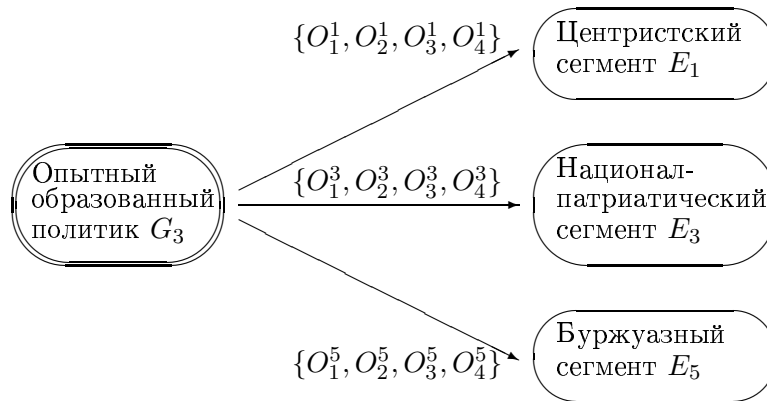 {O_1^1, O_2^1, O_3^1, O_4^1}
Центристский
сегмент E_1
Опытный
образованный
политик G_3
{O_1^3, O_2^3, O_3^3, O_4^3}
Национал-
патриатический
сегмент E_3
{O_1^5, O_2^5, O_3^5, O_4^5}
Буржуазный
сегмент E_5